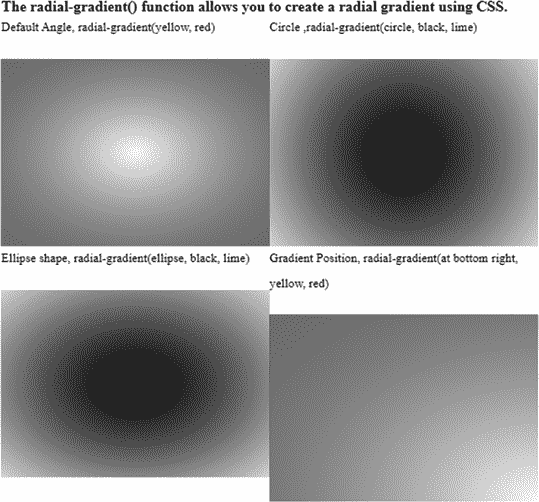 The radial-gradient() function allows you to create a radial gradient using CSS.
Default Angle, radial-gradient(yellow, red)
Circle ,radial-gradient(circle, black, lime)
Ellipse shape, radial-gradient(ellipse, black, lime)
Gradient Position, radial-gradient(at bottom right,
yellow, red)